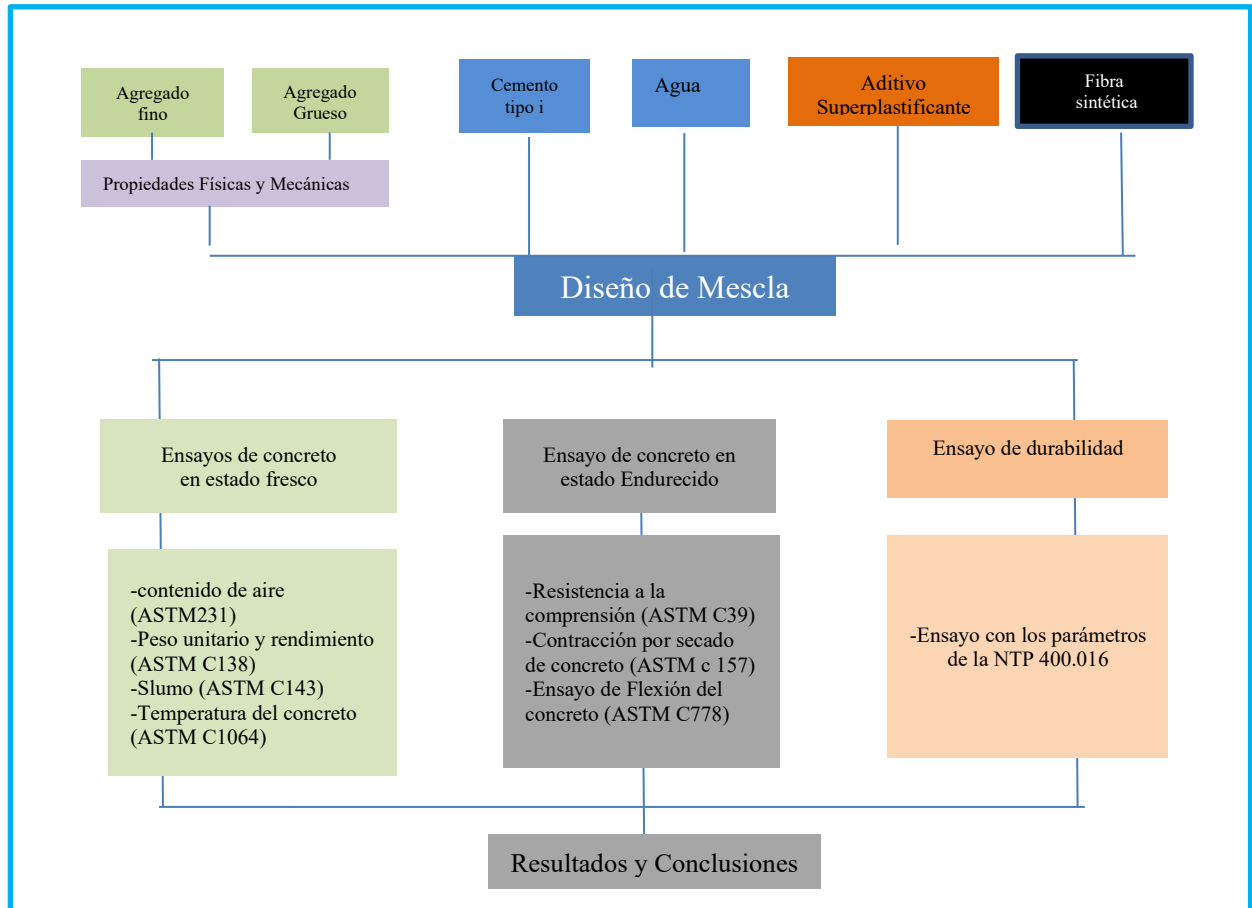 Agregado
fino
Agregado
Grueso
Cemento
tipo i
Agua
Aditivo
Superplastificante
Fibra
sintética
Propiedades Físicas y Mecánicas
Diseño de Mescla
Ensayos de concreto
en estado fresco
Ensayo de concreto en
estado Endurecido
Ensayo de durabilidad
-contenido de aire
(ASTM231)
-Peso unitario y rendimiento
(ASTM C138)
-Slumo (ASTM C143)
-Temperatura del concreto
(ASTM C1064)
-Resistencia a la
comprensión (ASTM C39)
-Contracción por secado
de concreto (ASTM c 157)
-Ensayo de Flexión del
concreto (ASTM C778)
-Ensayo con los parámetros
de la NTP 400.016
Resultados y Conclusiones